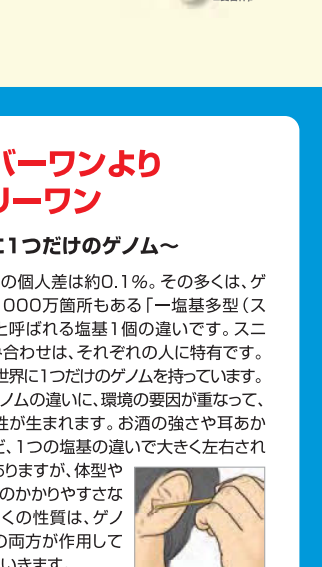 バーワンより
リーワン
に1つだけのゲノム〜
の個人差は約0.1%。その多くは、ゲ
000万箇所もある「一塩基多型(ス
と呼ばれる塩基1個の違いです。スニ
み合わせは、それぞれの人に特有です。
世界に1つだけのゲノムを持っています。
ノムの違いに、環境の要因が重なって、
性が生まれます。お酒の強さや耳あか
ど、1つの塩基の違いで大きく左右され
ありますが、体型や
のかかりやすさな
くの性質は、ゲノ
の両方が作用して
いきます。